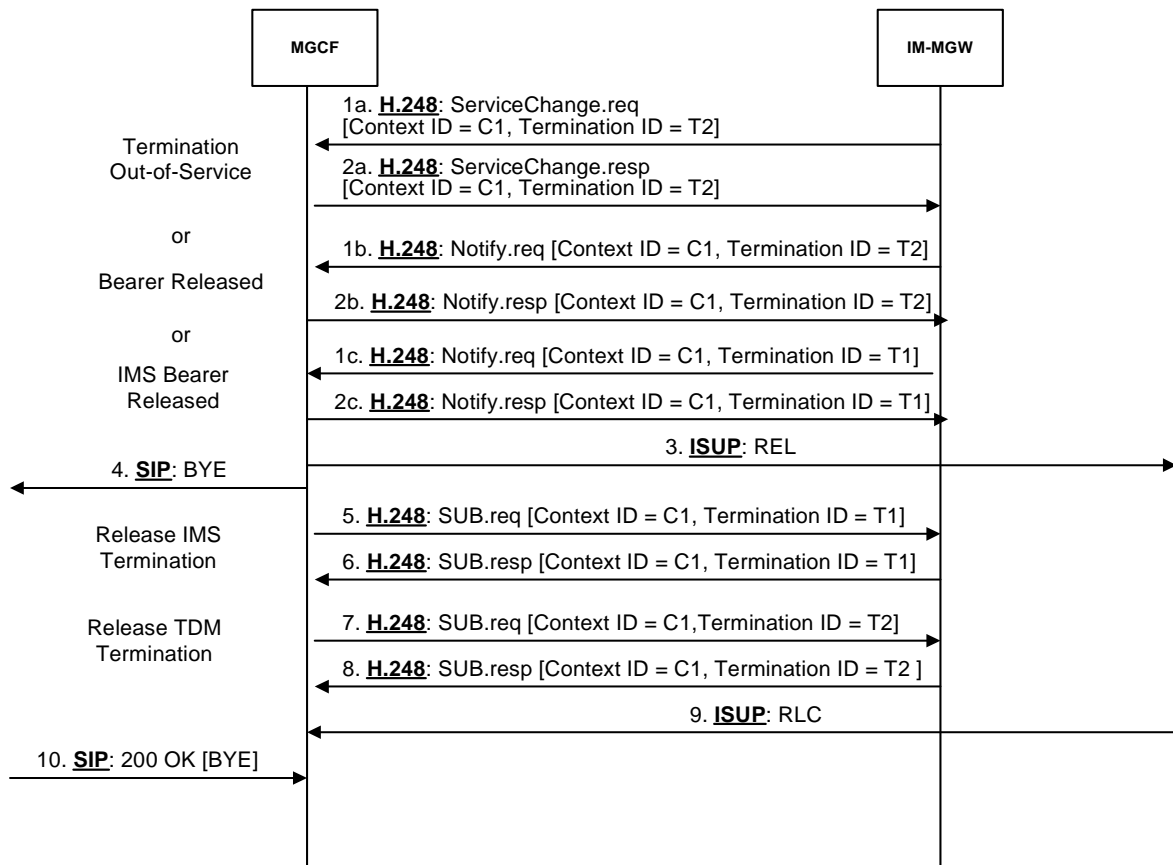 MGCF
IM-MGW
1a. H.248: ServiceChange.req
[Context ID = C1, Termination ID = T2]
Termination
Out-of-Service
2a. H.248: ServiceChange.resp
[Context ID = C1, Termination ID = T2]
or
1b. H.248: Notify.req [Context ID = C1, Termination ID = T2]
Bearer Released
2b. H.248: Notify.resp [Context ID = C1, Termination ID = T2]
or
1c. H.248: Notify.req [Context ID = C1, Termination ID = T1]
IMS Bearer
Released
2c. H.248: Notify.resp [Context ID = C1, Termination ID = T1]
3. ISUP: REL
4. SIP: BYE
5. H.248: SUB.req [Context ID = C1, Termination ID = T1]
Release IMS
Termination
6. H.248: SUB.resp [Context ID = C1, Termination ID = T1]
7. H.248: SUB.req [Context ID = C1,Termination ID = T2]
Release TDM
Termination
8. H.248: SUB.resp [Context ID = C1, Termination ID = T2 ]
9. ISUP: RLC
10. SIP: 200 OK [BYE]